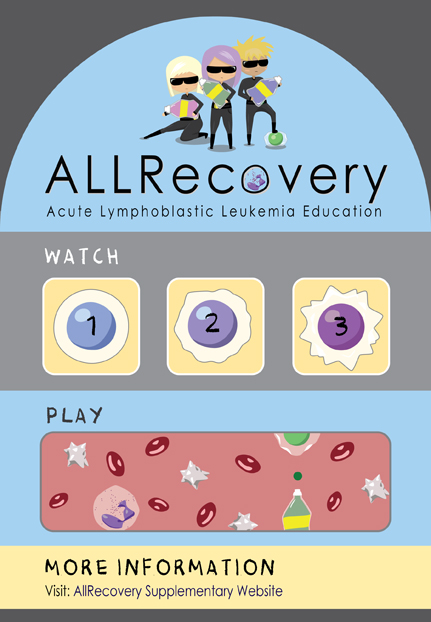 ALLRecovery
Acute Lymphoblastic Leukemia Education
WATCH
1 2 3
PLAY
MORE INFORMATION
Visit: AllRecovery Supplementary Website